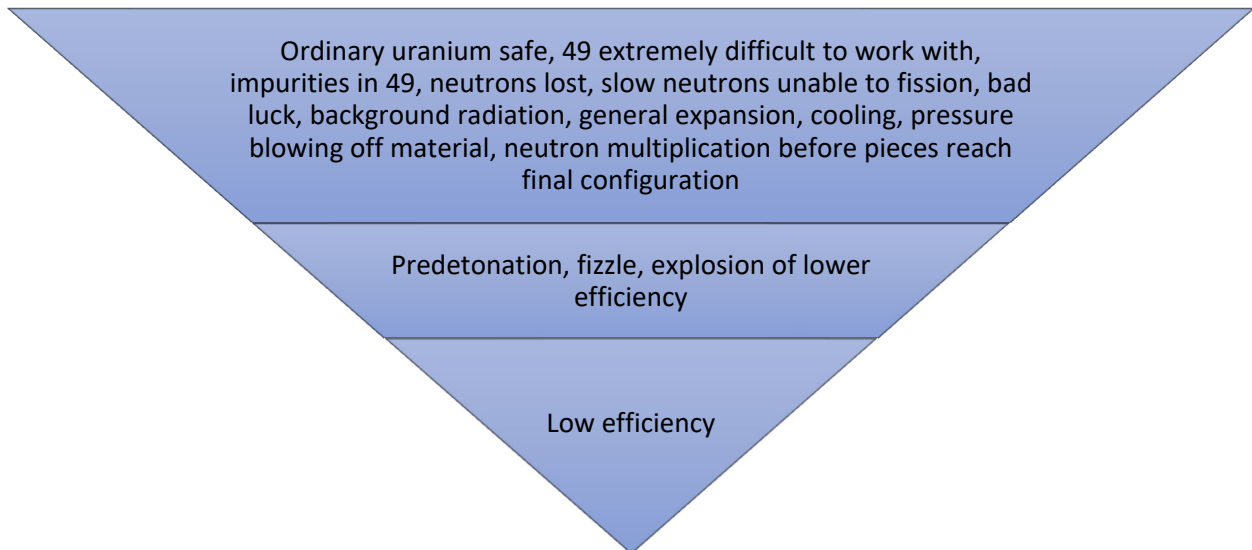 Ordinary uranium safe, 49 extremely difficult to work with,
impurities in 49, neutrons lost, slow neutrons unable to fission, bad
luck, background radiation, general expansion, cooling, pressure
blowing off material, neutron multiplication before pieces reach
final configuration
Predetonation, fizzle, explosion of lower
efficiency
Low efficiency